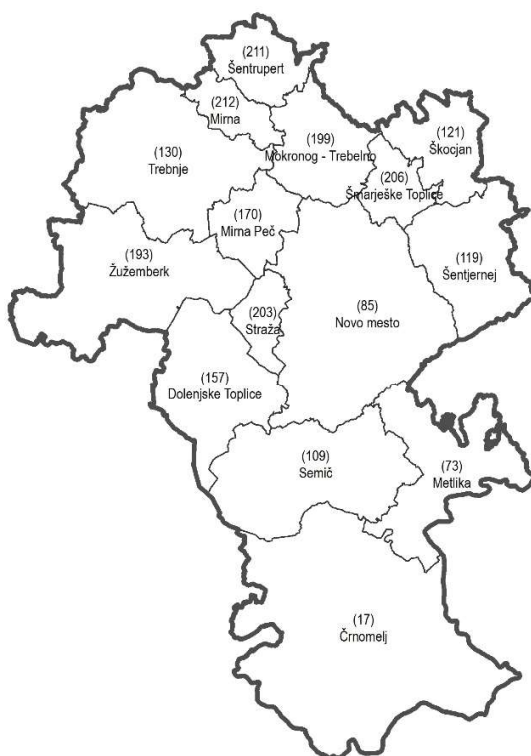 (211)
Šentrupert
(212)
Mirna
(199)
Mokronog - Trebelno
(121)
Škocjan
(130)
Trebnje
(206)
Šmarješke Toplice
(170)
Mirna Peč
(193)
Žužemberk
(119)
Šentjernej
(203)
Straža
(85)
Novo mesto
(157)
Dolenjske Toplice
(109)
Semič
(73)
Metlika
(17)
Črnomelj